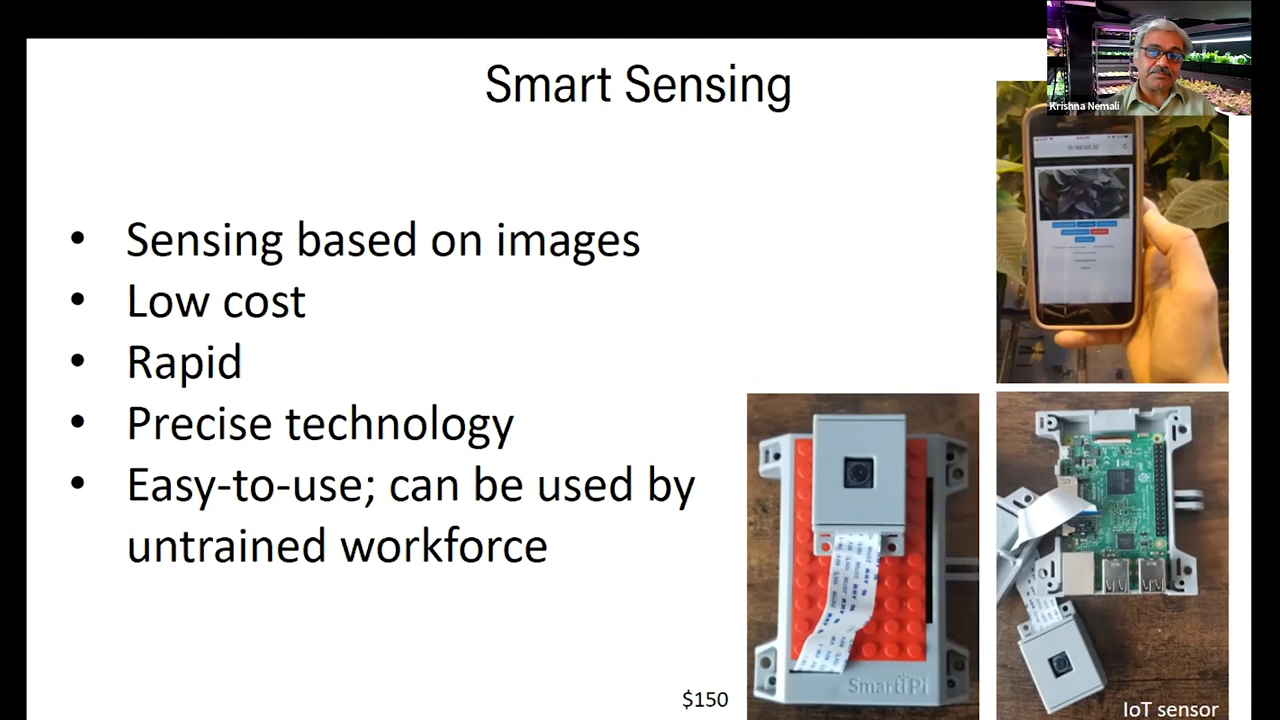 Smart Sensing
Krishna Nemali
• Sensing based on images
• Low cost
• Rapid
• Precise technology
• Easy-to-use; can be used by
untrained workforce
SmartiPi
$150
IoT sensor